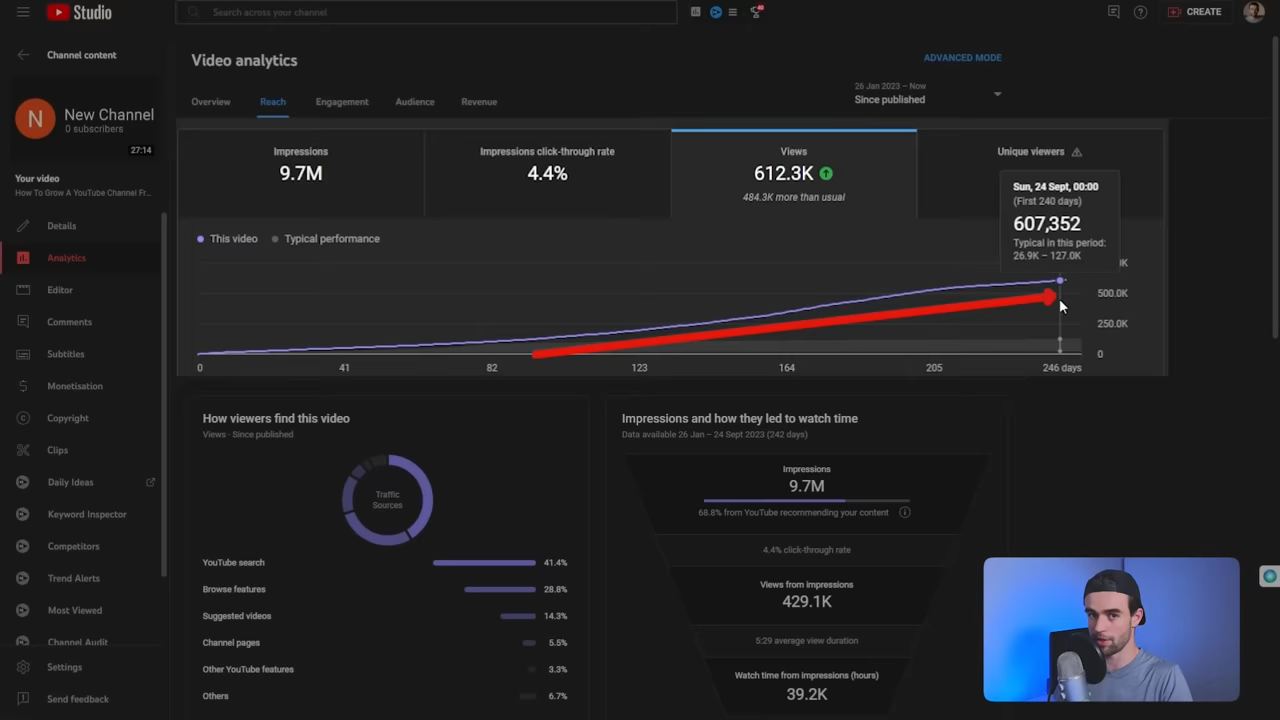 Studio
Search across your channel
CREATE
Channel content
Video analytics
ADVANCED MODE
26 Jan 2023 – Now
Since published
Overview
Reach
Engagement
Audience
Revenue
N
New Channel
0 subscribers
27:14
Your video
How To Grow A YouTube Channel Fr...
Details
Analytics
Editor
Comments
Subtitles
Monetisation
Copyright
Clips
Daily Ideas
Keyword Inspector
Competitors
Trend Alerts
Most Viewed
Channel Audit
Settings
Send feedback
Impressions
9.7M
Impressions click-through rate
4.4%
Views
612.3K
484.3K more than usual
Unique viewers
Sun, 24 Sept, 00:00
(First 240 days)
607,352
Typical in this period:
26.9K – 127.0K
This video
Typical performance
K
500.0K
250.0K
0
0 41 82 123 164 205 246 days
How viewers find this video
Views · Since published
Traffic
Sources
YouTube search 41.4%
Browse features 28.8%
Suggested videos 14.3%
Channel pages 5.5%
Other YouTube features 3.3%
Others 6.7%
Impressions and how they led to watch time
Data available 26 Jan – 24 Sept 2023 (242 days)
Impressions
9.7M
68.8% from YouTube recommending your content
4.4% click-through rate
Views from impressions
429.1K
5:29 average view duration
Watch time from impressions (hours)
39.2K